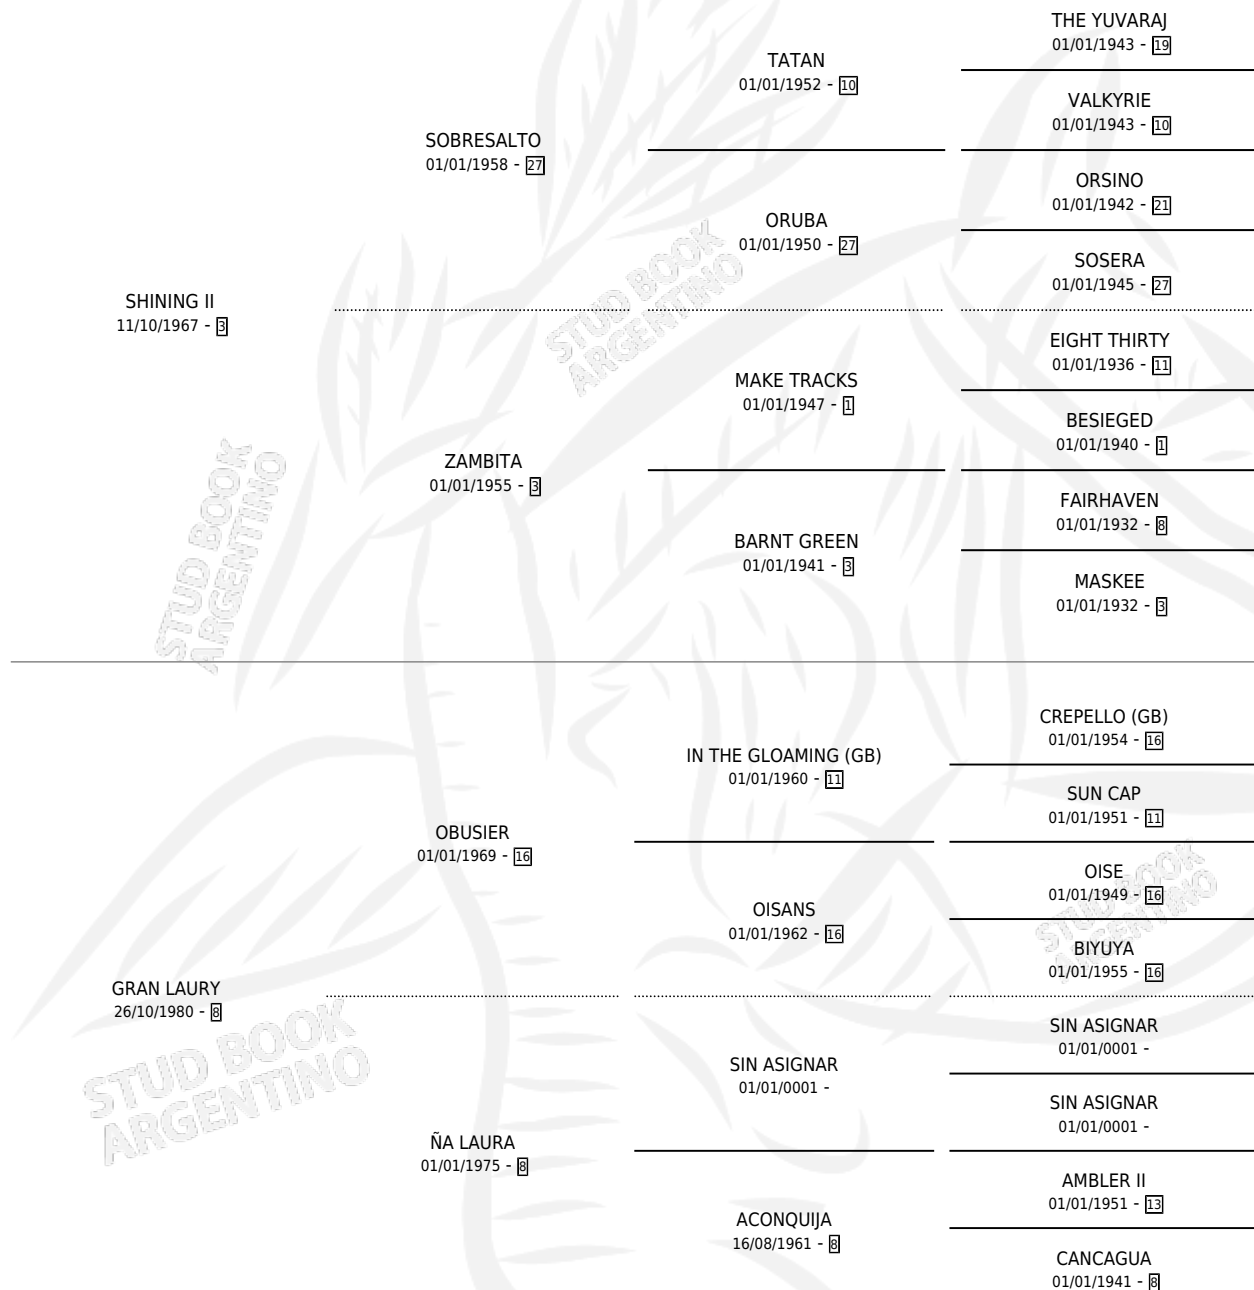 THE YUVARAJ
01/01/1943 - 19
TATAN
01/01/1952 - 10
VALKYRIE
01/01/1943 - 10
SOBRESALTO
01/01/1958 - 27
ORSINO
01/01/1942 - 21
ORUBA
01/01/1950 - 27
SOSERA
01/01/1945 - 27
STUD BOOK
ARGENTINO
SHINING II
11/10/1967 - 3
EIGHT THIRTY
01/01/1936 - 11
MAKE TRACKS
01/01/1947 - 1
BESIEGED
01/01/1940 - 1
ZAMBITA
01/01/1955 - 3
FAIRHAVEN
01/01/1932 - 8
BARNT GREEN
01/01/1941 - 3
MASKEE
01/01/1932 - 3
STUD BOOK
ARGENTINO
CREPELLO (GB)
01/01/1954 - 16
IN THE GLOAMING (GB)
01/01/1960 - 11
SUN CAP
01/01/1951 - 11
OBUSIER
01/01/1969 - 16
OISE
01/01/1949 - 16
OISANS
01/01/1962 - 16
BIYUYA
01/01/1955 - 16
STUD BOOK
ARGENTINO
GRAN LAURY
26/10/1980 - 8
SIN ASIGNAR
01/01/0001 -
SIN ASIGNAR
01/01/0001 -
SIN ASIGNAR
01/01/0001 -
STUD BOOK
ARGENTINO
ÑA LAURA
01/01/1975 - 8
AMBLER II
01/01/1951 - 13
ACONQUIJA
16/08/1961 - 8
CANCAGUA
01/01/1941 - 8